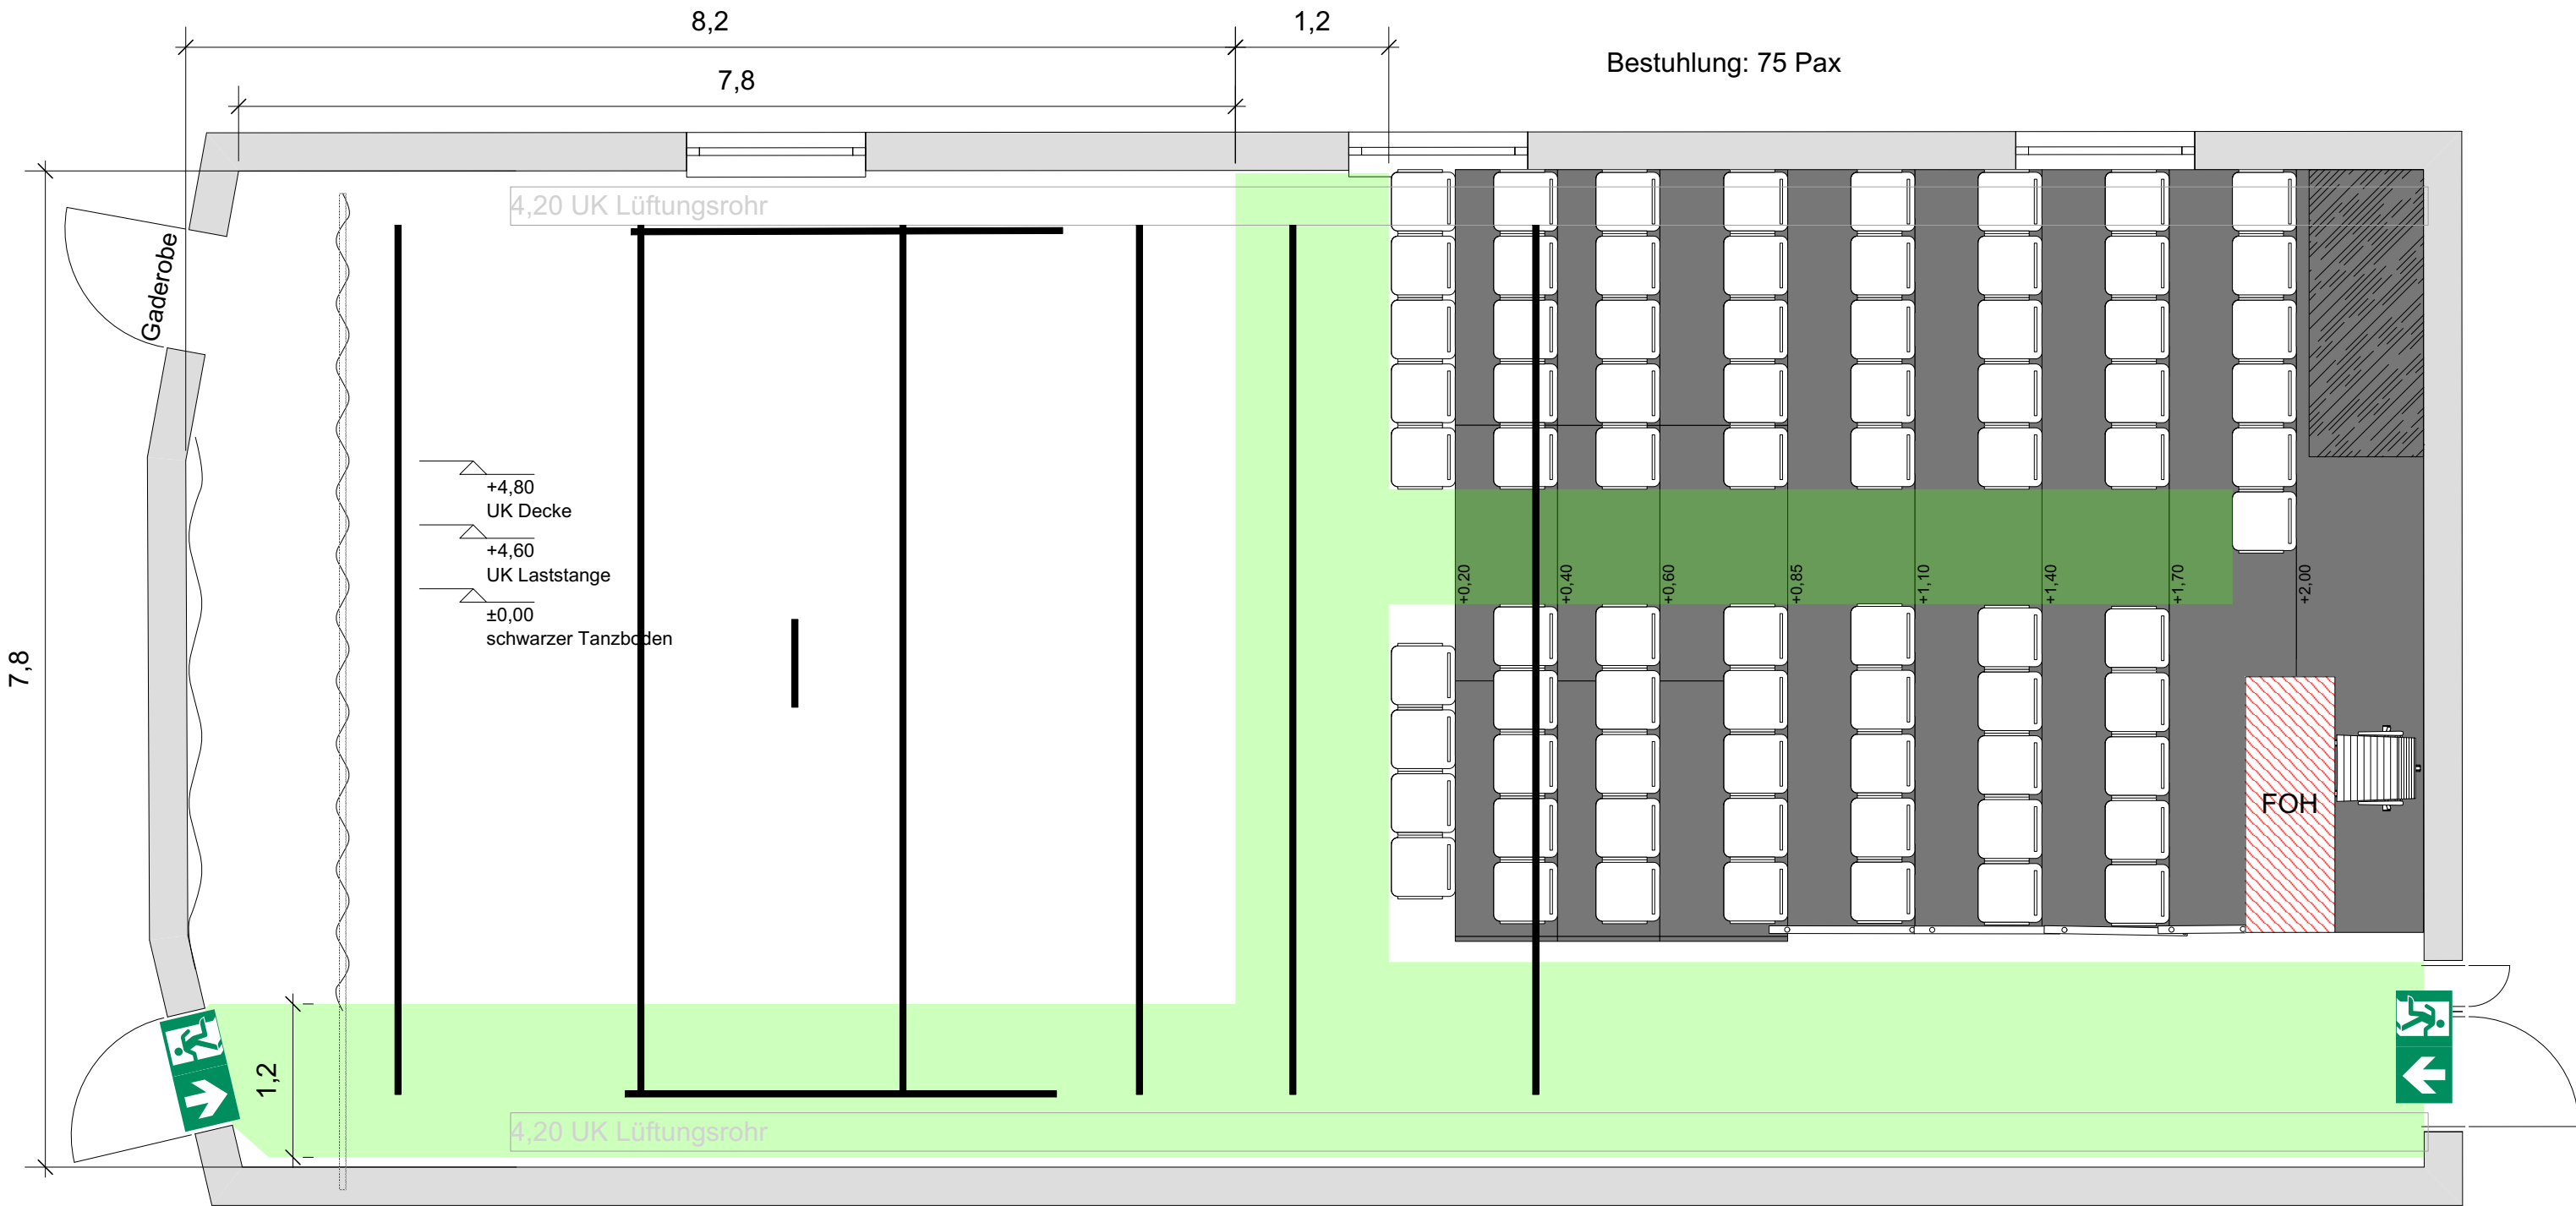 8,2
1,2
Bestuhlung: 75 Pax
7,8
4,20 UK Lüftungsrohr
Gaderobe
+4,80
UK Decke
+4,60
UK Laststange
±0,00
schwarzer Tanzboden
7,8
+0,20
+0,40
+0,60
+0,85
+1,10
+1,40
+1,70
+2,00
FOH
1,2
4,20 UK Lüftungsrohr